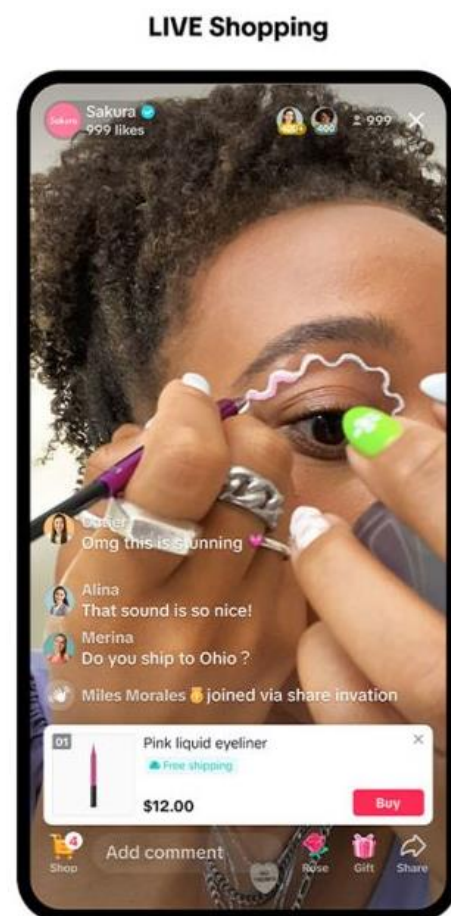 LIVE Shopping
Sakura
Sakura
999 likes
400
999
Omg this is stunning
Alina
That sound is so nice!
Merina
Do you ship to Ohio ?
Miles Morales joined via share invation
01
Pink liquid eyeliner
Free shipping
$12.00
Buy
4
Shop
Add comment
Rose
Gift
Share